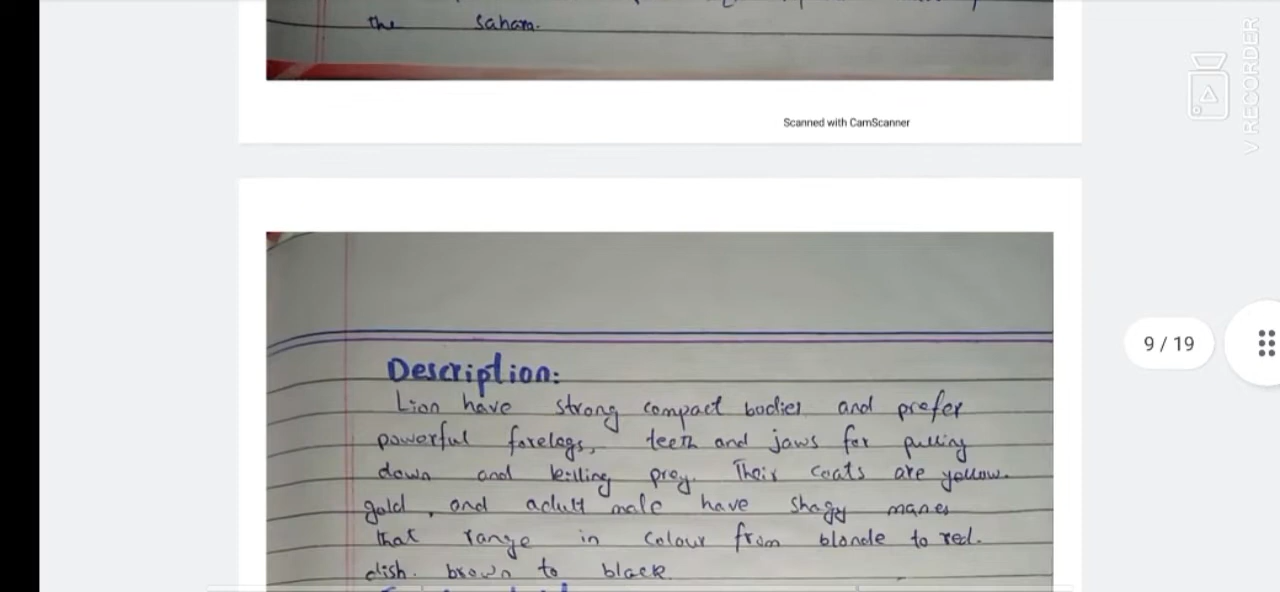 the sahara.
Scanned with CamScanner
V RECORDER
9 / 19
Description:
Lion have strong compact bodies and prefer
powerful forelegs, teeth and jaws for pulling
down and killing prey. Their coats are yellow-
gold, and adult male have shagy manes
that range in colour from blonde to red-
dish. brown to black.